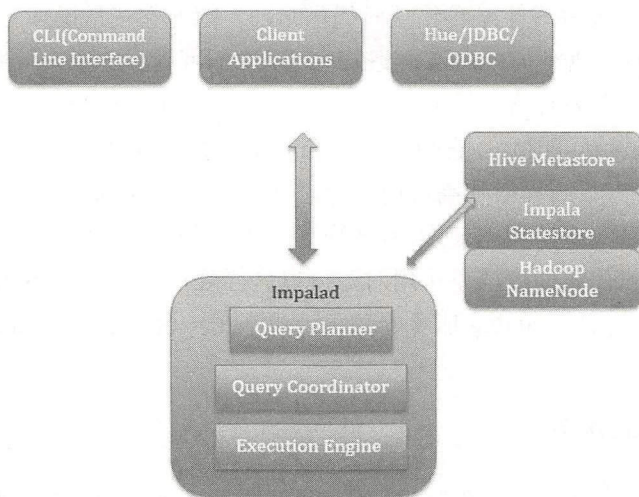 CLI(Command
Line Interface)
Client
Applications
Hue/JDBC/
ODBC
Hive Metastore
Impala
Statestore
Hadoop
NameNode
Impalad
Query Planner
Query Coordinator
Execution Engine